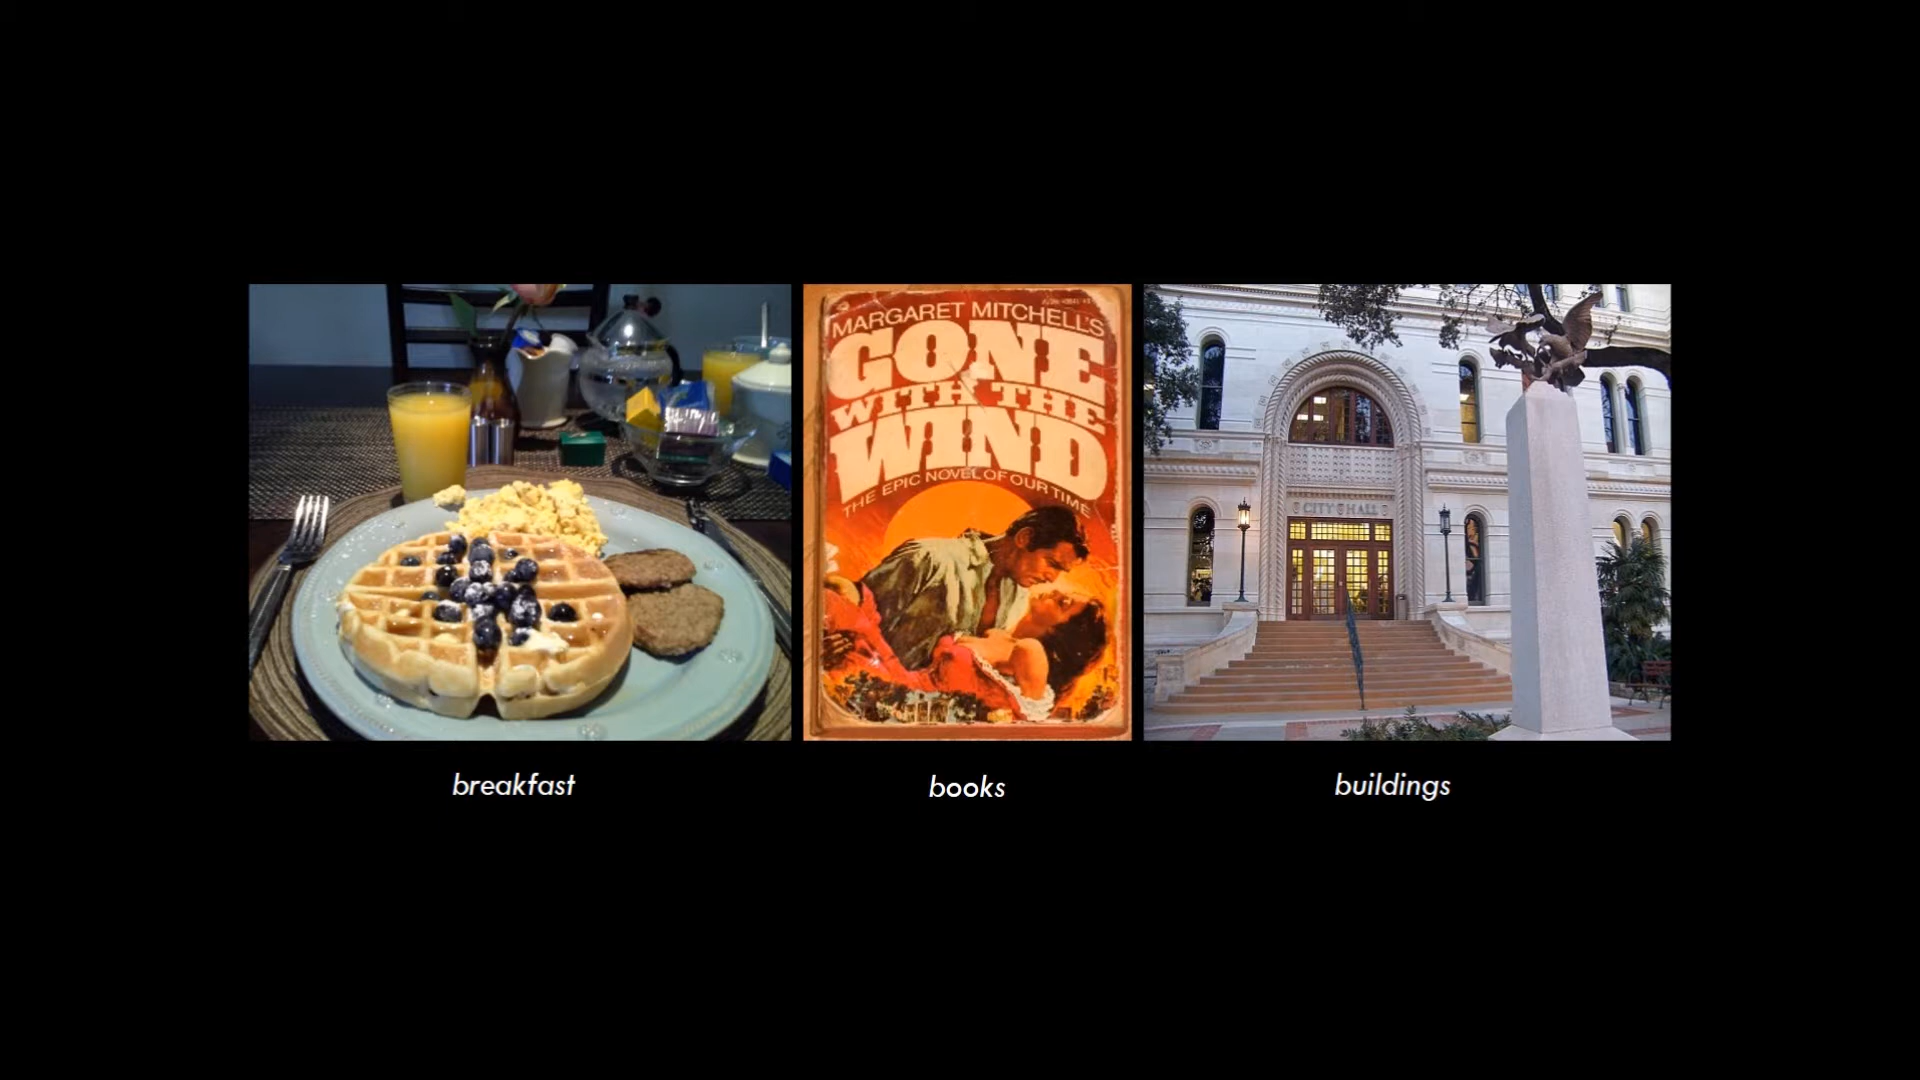 MARGARET MITCHELL'S
GONE
WITH THE
WIND
THE EPIC NOVEL OF OUR TIME
CITY HALL
breakfast
books
buildings